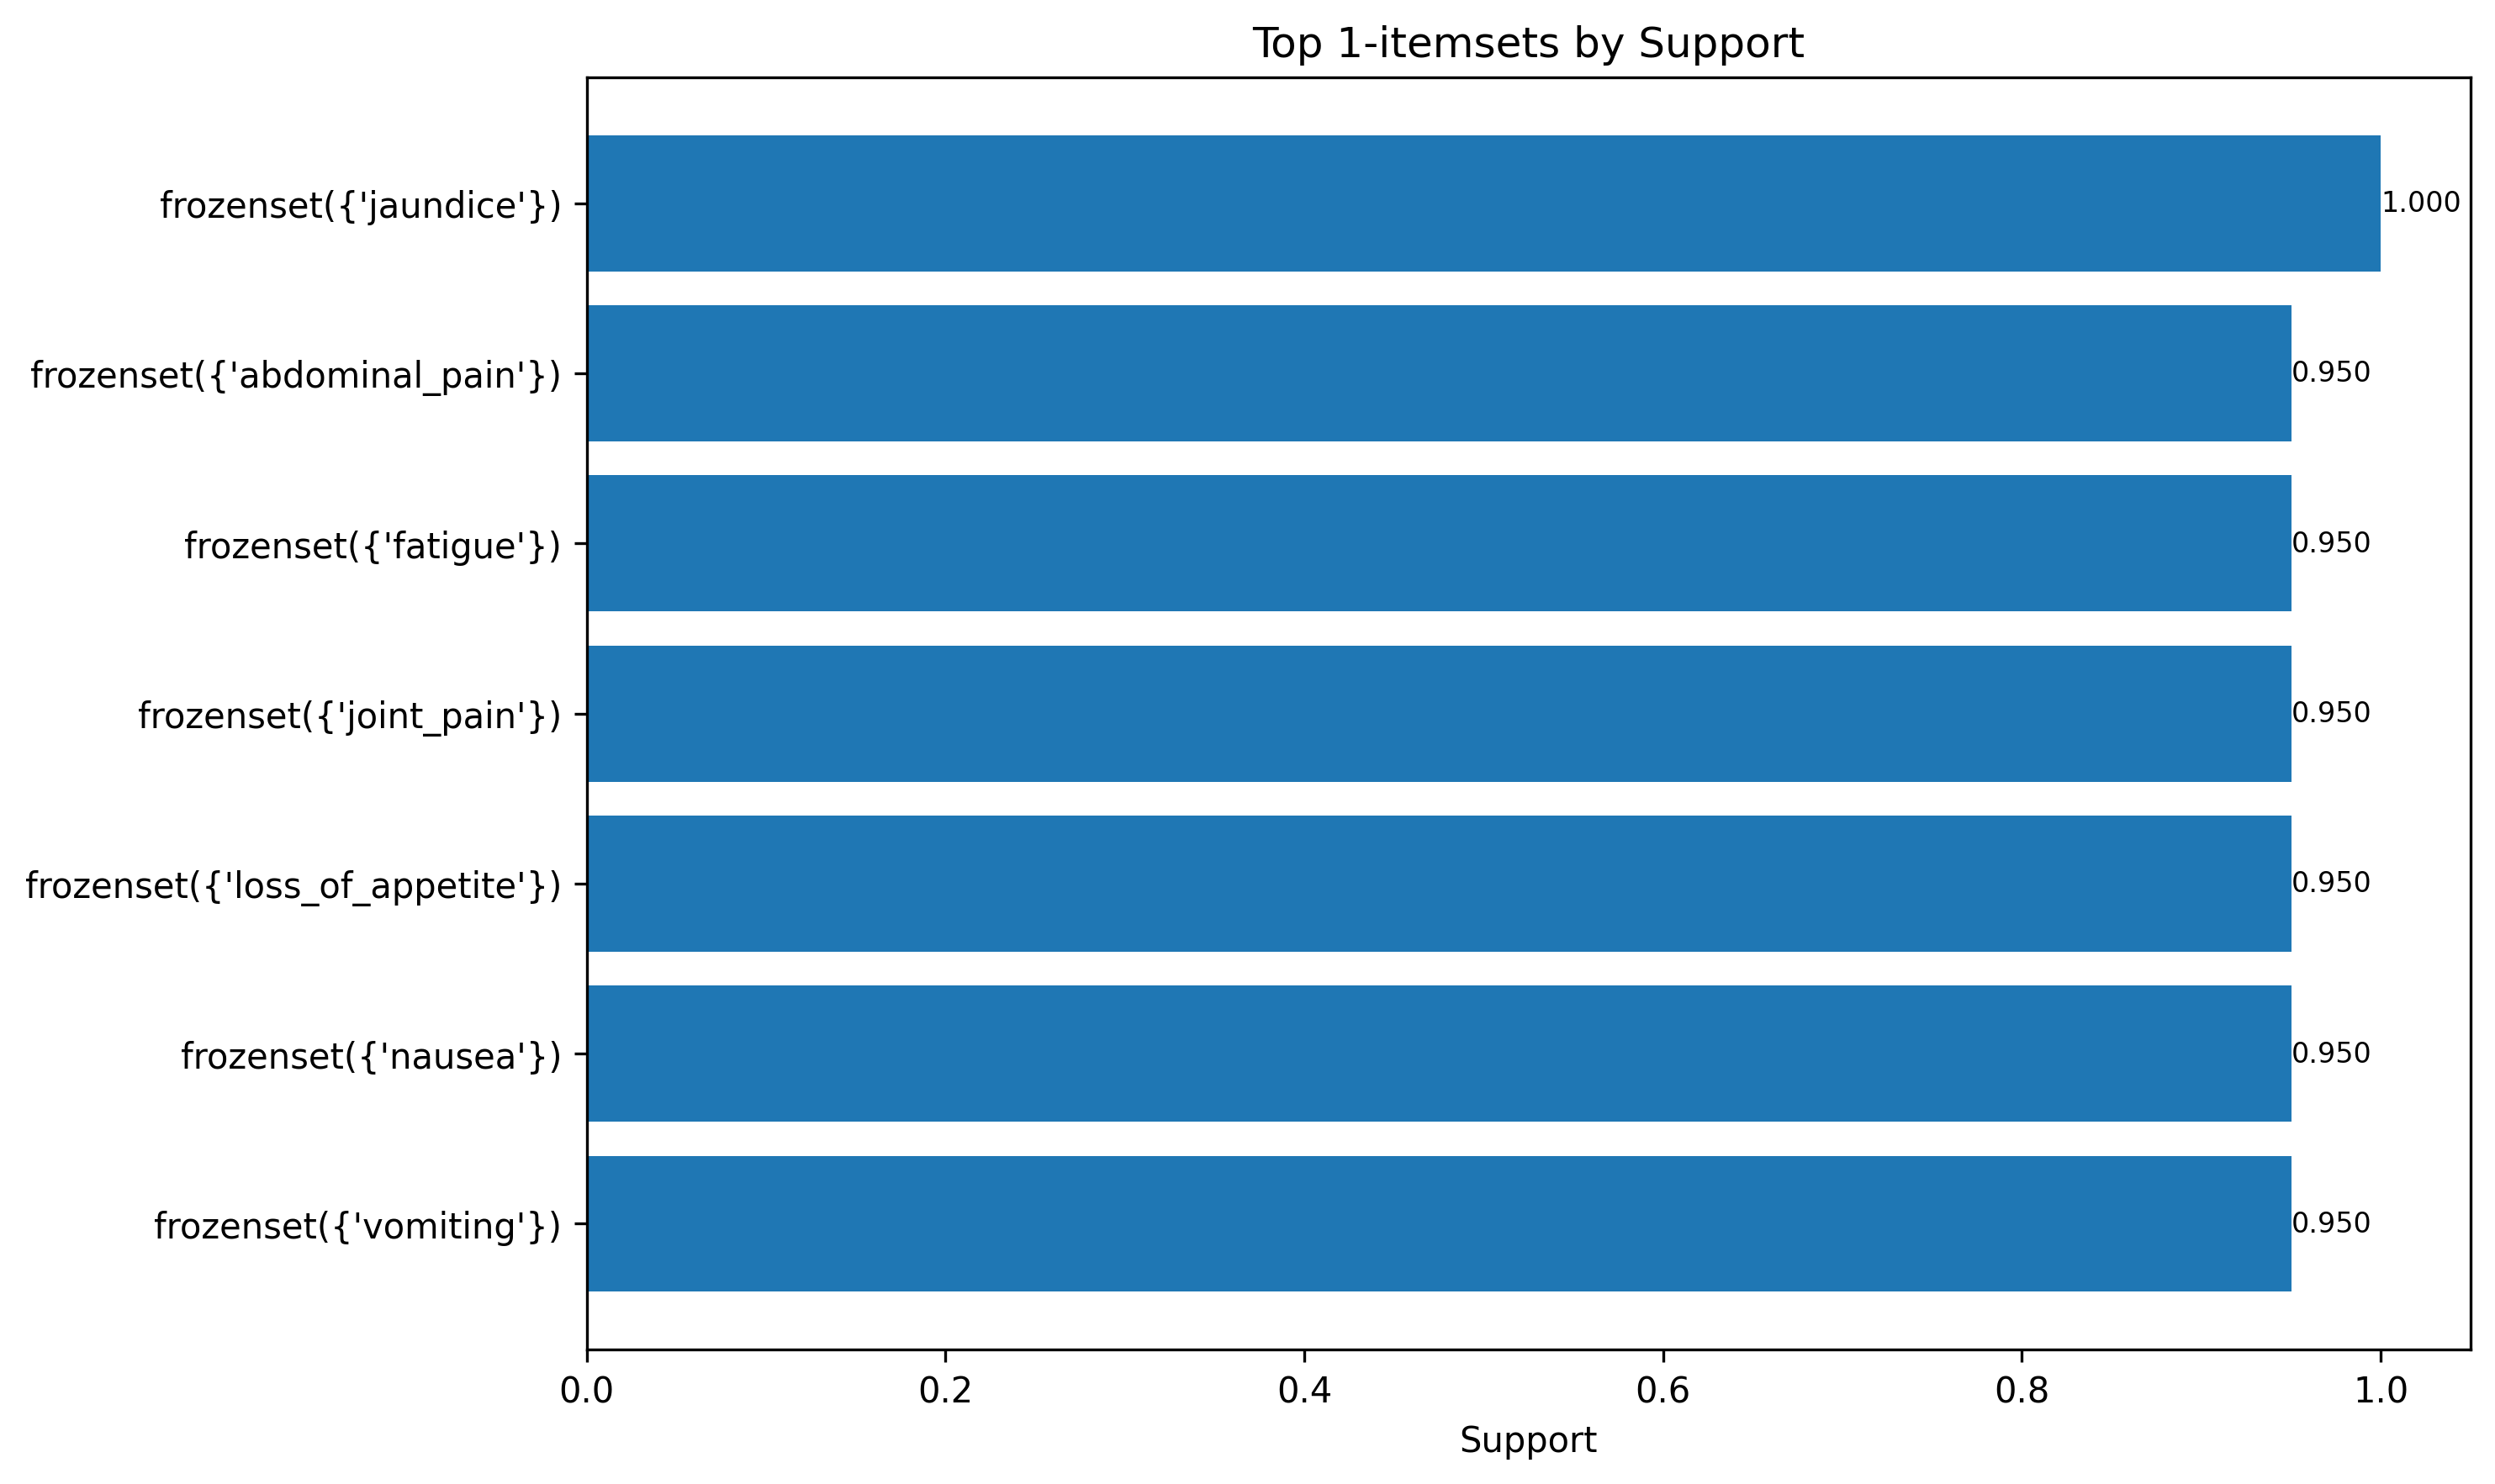 Top 1-itemsets by Support
frozenset({'jaundice'})
1.000
frozenset({'abdominal_pain'})
0.950
frozenset({'fatigue'})
0.950
frozenset({'joint_pain'})
0.950
frozenset({'loss_of_appetite'})
0.950
frozenset({'nausea'})
0.950
frozenset({'vomiting'})
0.950
0.0 0.2 0.4 0.6 0.8 1.0
Support